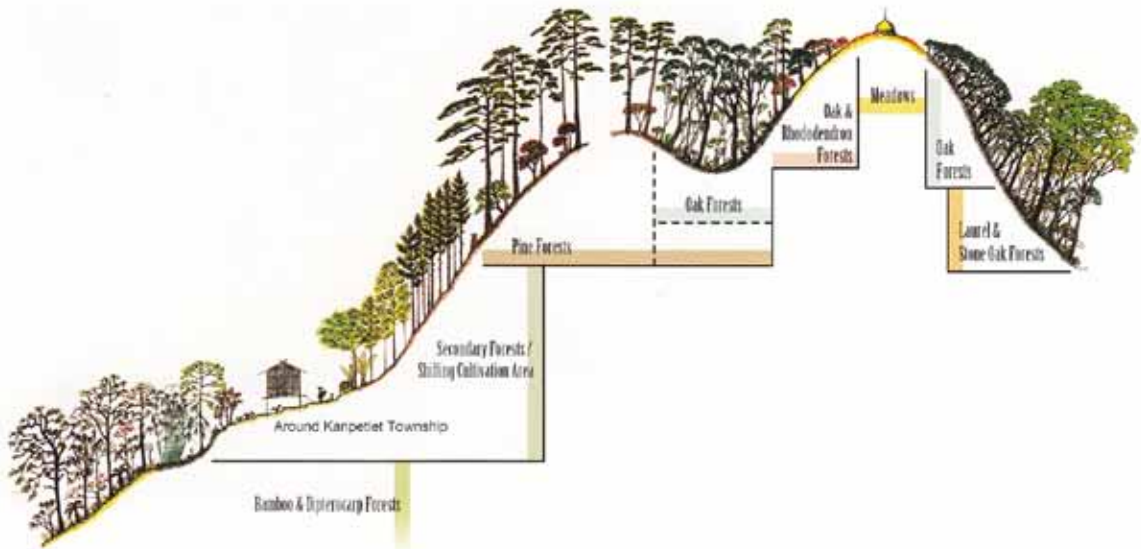 Meadows
Oak &
Rhododendron
Forests
Oak
Forests
Oak Forests
Laurel &
Stone Oak Forests
Pine Forests
Secondary Forests /
Shifting Cultivation Area
Around Kanpetlet Township
Bamboo & Dipterocarp Forests